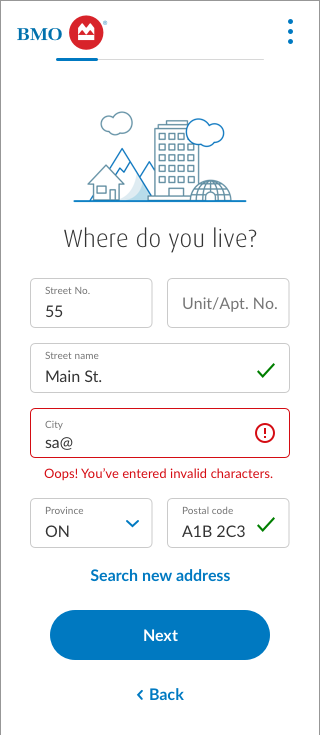 BMO
Where do you live?
Street No.
55
Unit/Apt. No.
Street name
Main St.
City
sa@
Oops! You've entered invalid characters.
Province
ON
Postal code
A1B 2C3
Search new address
Next
Back